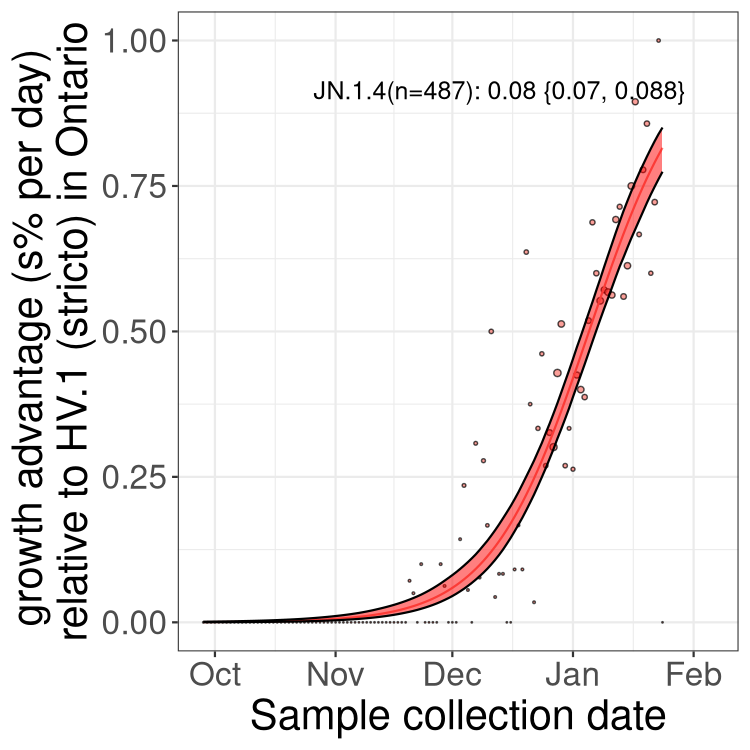 growth advantage (s% per day)
relative to HV.1 (stricto) in Ontario
1.00
0.75
0.50
0.25
0.00
JN.1.4(n=487): 0.08 {0.07, 0.088}
Oct Nov Dec Jan Feb
Sample collection date